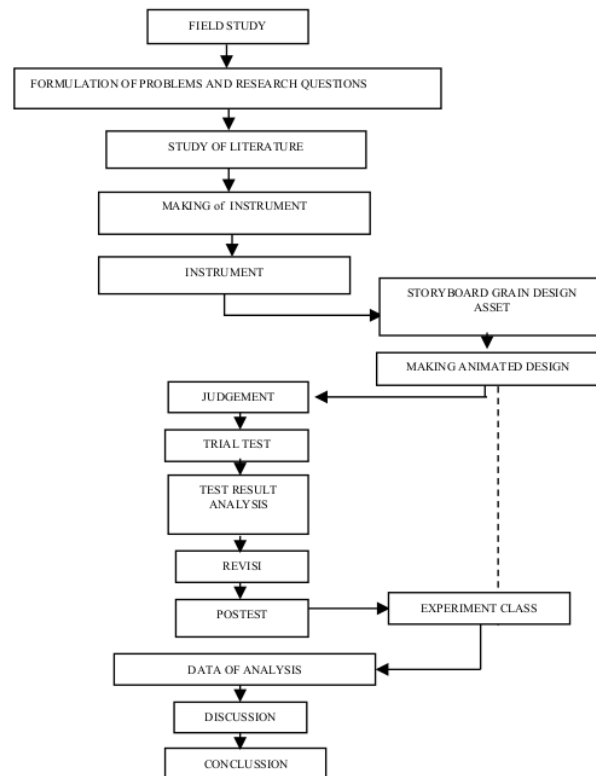 FIELD STUDY
FORMULATION OF PROBLEMS AND RESEARCH QUESTIONS
STUDY OF LITERATURE
MAKING of INSTRUMENT
INSTRUMENT
STORYBOARD GRAIN DESIGN
ASSET
MAKING ANIMATED DESIGN
JUDGEMENT
TRIAL TEST
TEST RESULT
ANALYSIS
REVISI
POSTEST
EXPERIMENT CLASS
DATA OF ANALYSIS
DISCUSSION
CONCLUSSION